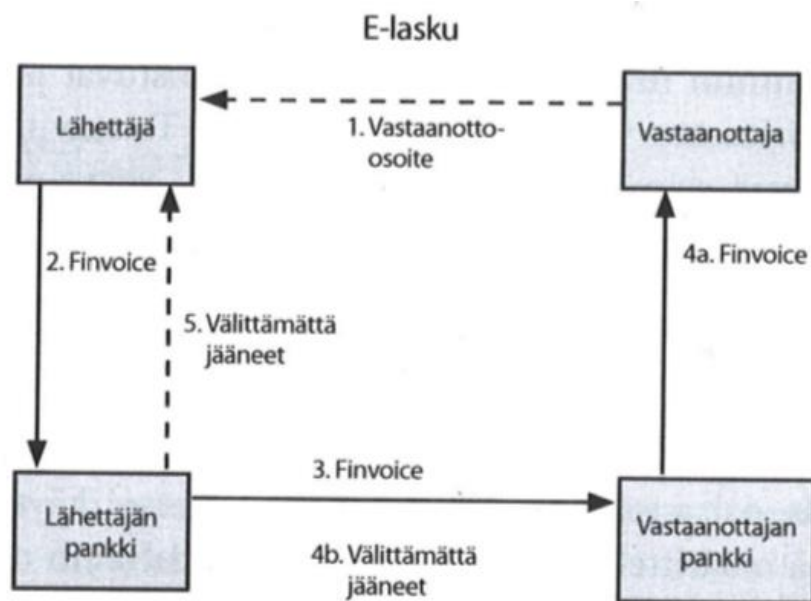 E-lasku
Lähettäjä
1. Vastaanotto-
osoite
Vastaanottaja
2. Finvoice
4a. Finvoice
5. Välittämättä
jääneet
3. Finvoice
Lähettäjän
pankki
4b. Välittämättä
jääneet
Vastaanottajan
pankki